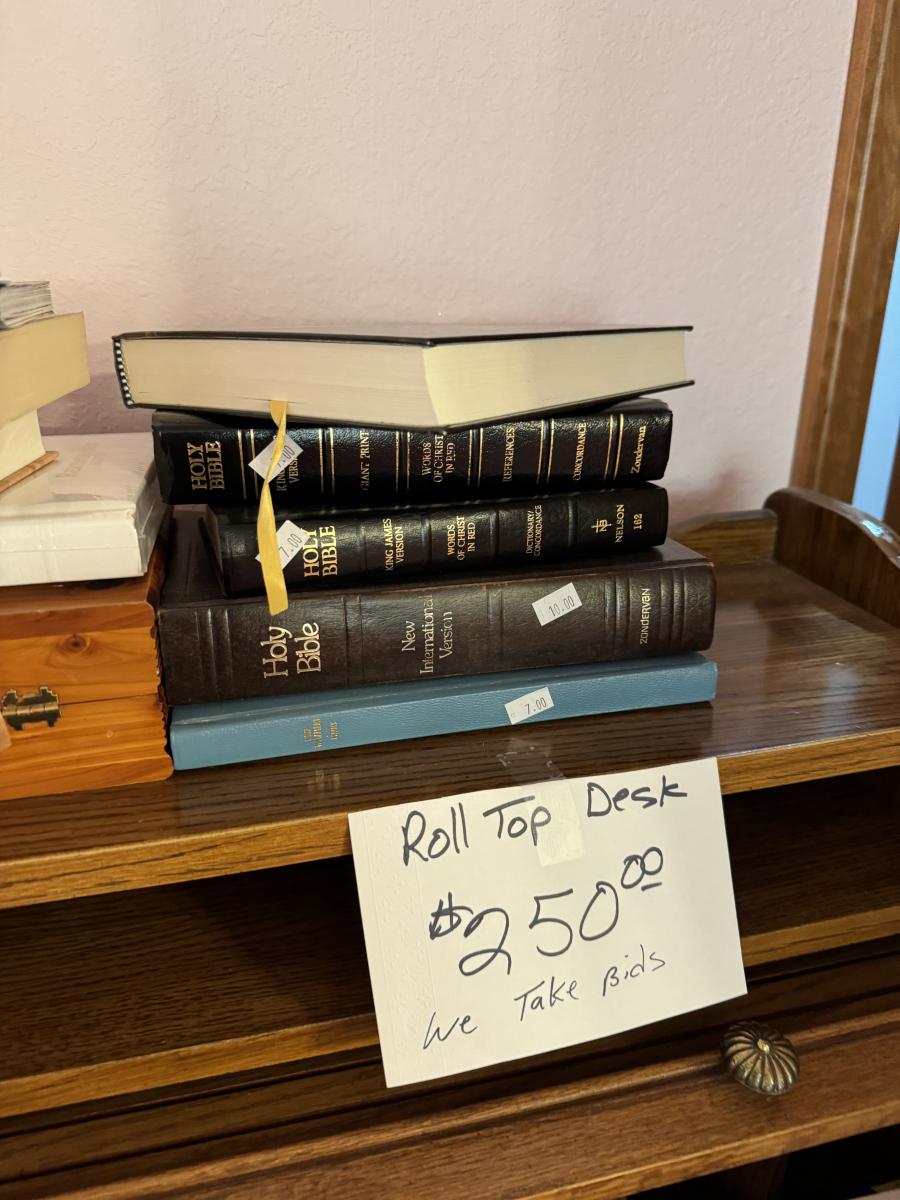 HOLY
BIBLE
GIANT PRINT
WORDS
OF CHRIST
IN RED
REFERENCES
CONCORDANCE
Zondervan
7.00
HOLY
BIBLE
KING JAMES
VERSION
WORDS
OF CHRIST
IN RED
DICTIONARY/
CONCORDANCE
NELSON
162
Holy
Bible
New
International
Version
10.00
ZONDERVAN
7.00
Roll Top Desk
$250.00
We Take Bids